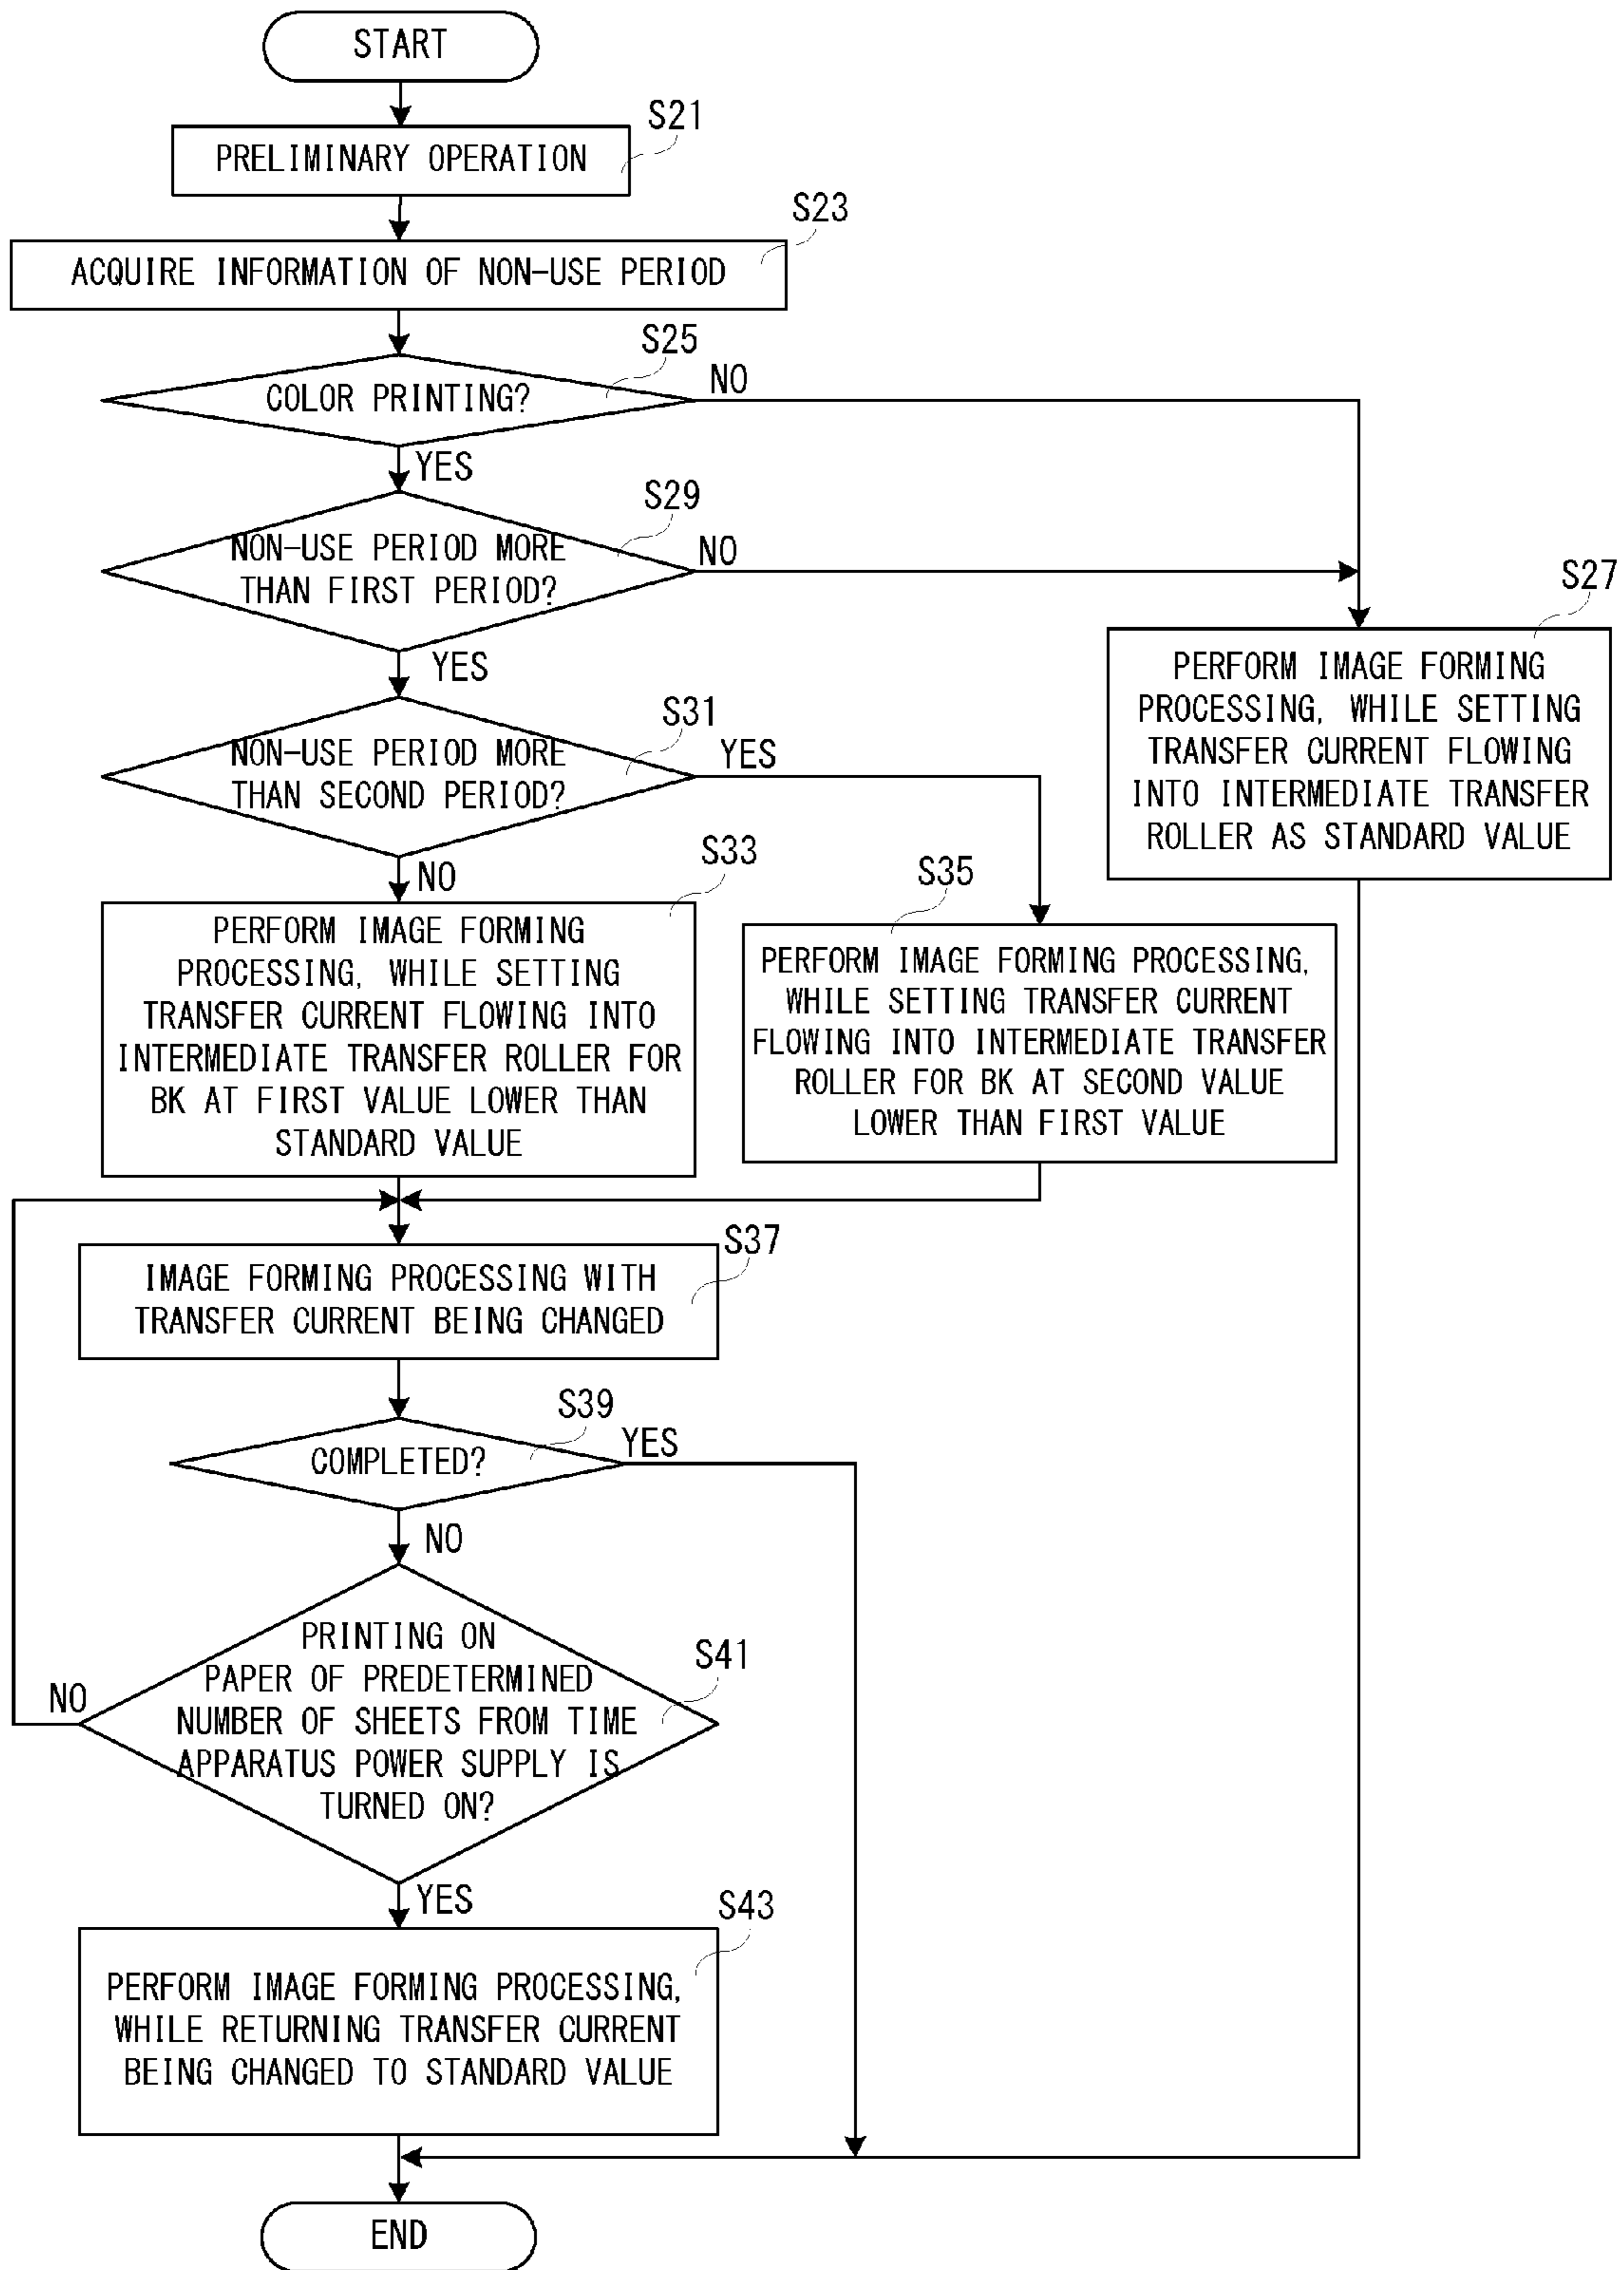 START
S21
PRELIMINARY OPERATION
S23
ACQUIRE INFORMATION OF NON-USE PERIOD
S25
COLOR PRINTING?
NO
YES
S29
NON-USE PERIOD MORE
THAN FIRST PERIOD?
NO
YES
S27
PERFORM IMAGE FORMING
PROCESSING, WHILE SETTING
TRANSFER CURRENT FLOWING
INTO INTERMEDIATE TRANSFER
ROLLER AS STANDARD VALUE
S31
NON-USE PERIOD MORE
THAN SECOND PERIOD?
YES
NO
S33
PERFORM IMAGE FORMING
PROCESSING, WHILE SETTING
TRANSFER CURRENT FLOWING INTO
INTERMEDIATE TRANSFER ROLLER FOR
BK AT FIRST VALUE LOWER THAN
STANDARD VALUE
S35
PERFORM IMAGE FORMING PROCESSING,
WHILE SETTING TRANSFER CURRENT
FLOWING INTO INTERMEDIATE TRANSFER
ROLLER FOR BK AT SECOND VALUE
LOWER THAN FIRST VALUE
S37
IMAGE FORMING PROCESSING WITH
TRANSFER CURRENT BEING CHANGED
S39
COMPLETED?
YES
NO
S41
PRINTING ON
PAPER OF PREDETERMINED
NUMBER OF SHEETS FROM TIME
APPARATUS POWER SUPPLY IS
TURNED ON?
NO
YES
S43
PERFORM IMAGE FORMING PROCESSING,
WHILE RETURNING TRANSFER CURRENT
BEING CHANGED TO STANDARD VALUE
END